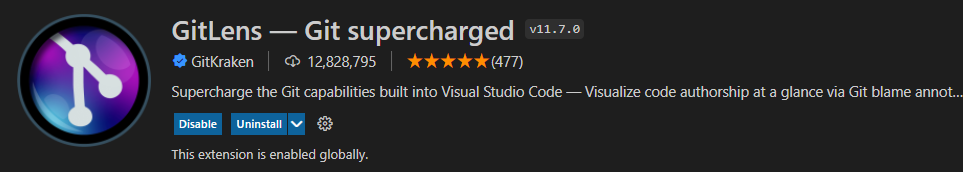 GitLens — Git supercharged v11.7.0
GitKraken 12,828,795 (477)
Supercharge the Git capabilities built into Visual Studio Code — Visualize code authorship at a glance via Git blame annot...
Disable Uninstall
This extension is enabled globally.